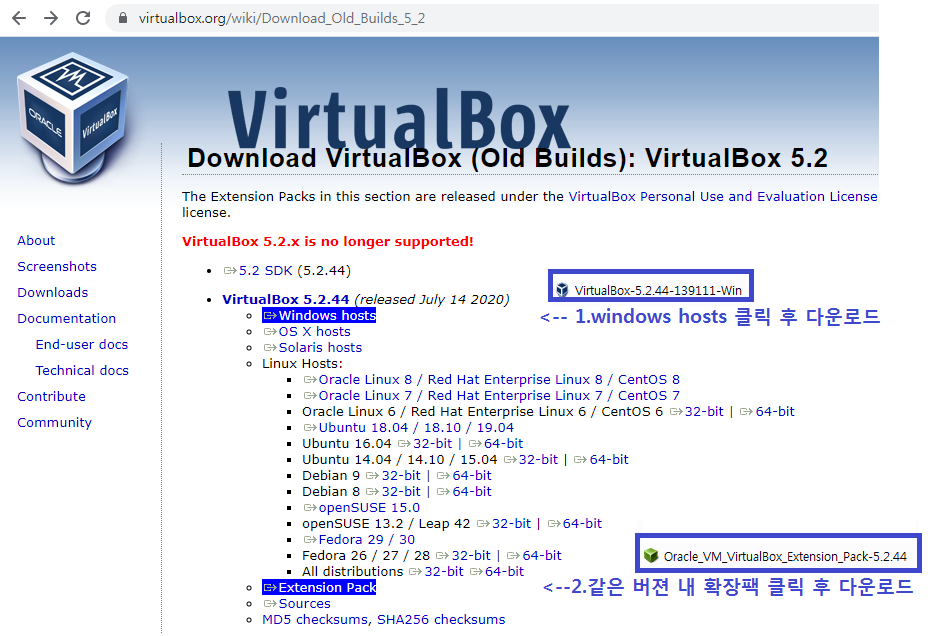 virtualbox.org/wiki/Download_Old_Builds_5_2
ORACLE
VirtualBox
VirtualBox
Download VirtualBox (Old Builds): VirtualBox 5.2
The Extension Packs in this section are released under the VirtualBox Personal Use and Evaluation License
license.
VirtualBox 5.2.x is no longer supported!
About
Screenshots
Downloads
Documentation
End-user docs
Technical docs
Contribute
Community
5.2 SDK (5.2.44)
VirtualBox 5.2.44 (released July 14 2020)
VirtualBox-5.2.44-139111-Win
Windows hosts
<-- 1.windows hosts 클릭 후 다운로드
OS X hosts
Solaris hosts
Linux Hosts:
Oracle Linux 8 / Red Hat Enterprise Linux 8 / CentOS 8
Oracle Linux 7 / Red Hat Enterprise Linux 7 / CentOS 7
Oracle Linux 6 / Red Hat Enterprise Linux 6 / CentOS 6 32-bit | 64-bit
Ubuntu 18.04 / 18.10 / 19.04
Ubuntu 16.04 32-bit | 64-bit
Ubuntu 14.04 / 14.10 / 15.04 32-bit | 64-bit
Debian 9 32-bit | 64-bit
Debian 8 32-bit | 64-bit
openSUSE 15.0
openSUSE 13.2 / Leap 42 32-bit | 64-bit
Fedora 29 / 30
Fedora 26 / 27 / 28 32-bit | 64-bit
All distributions 32-bit | 64-bit
Oracle_VM_VirtualBox_Extension_Pack-5.2.44
Extension Pack
<--2.같은 버젼 내 확장팩 클릭 후 다운로드
Sources
MD5 checksums, SHA256 checksums